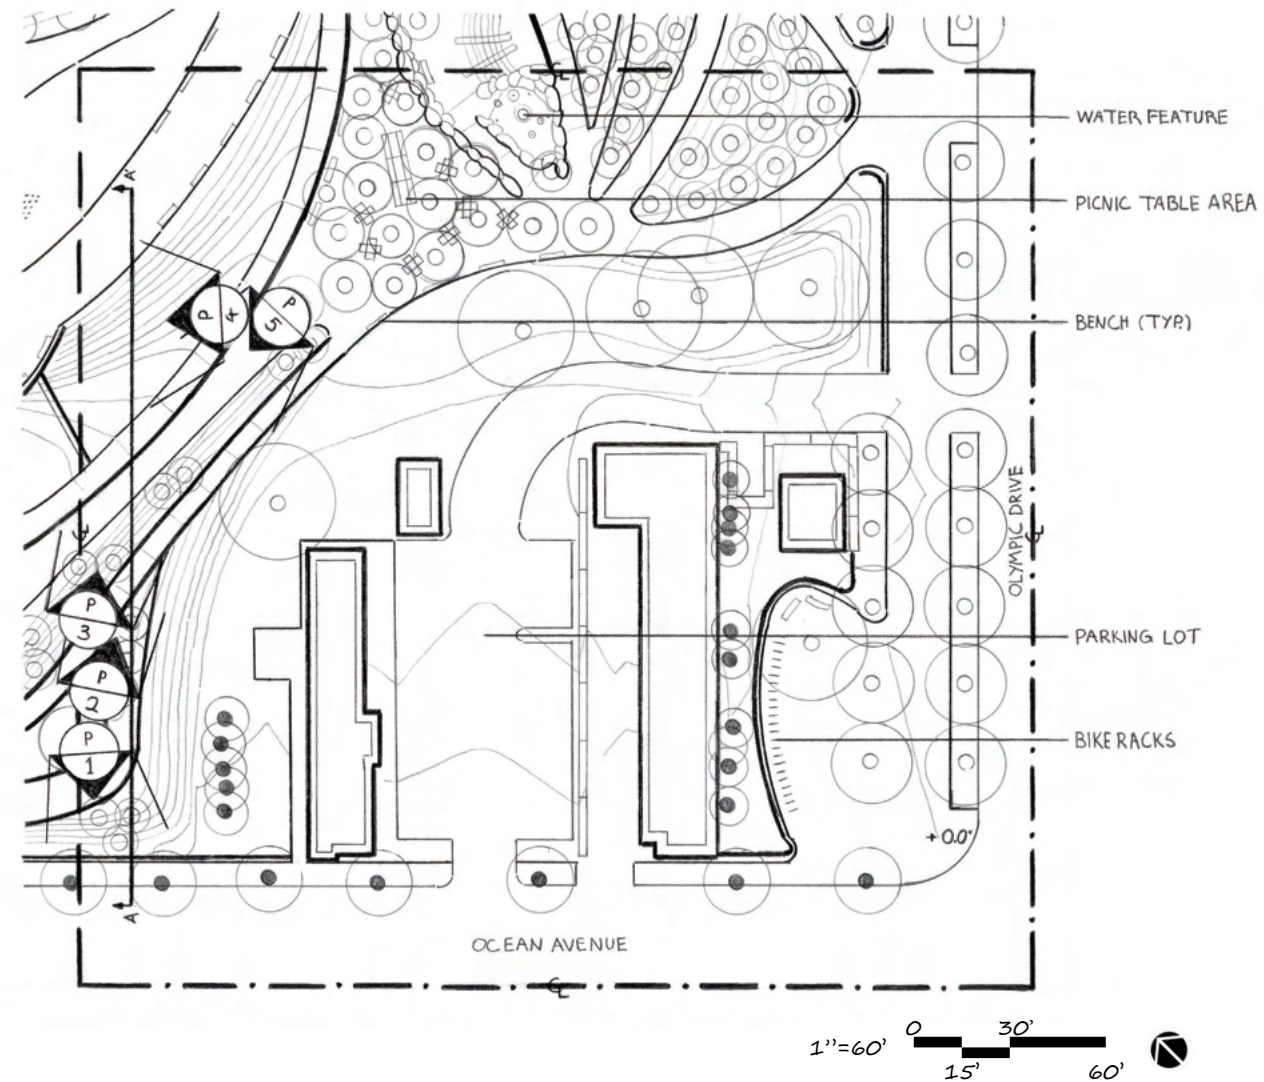 ℄
WATER FEATURE
A'
PICNIC TABLE AREA
P
4
P
5
BENCH (TYP.)
℄
OLYMPIC DRIVE
℄
P
3
PARKING LOT
P
2
P
1
BIKE RACKS
+ 0.0'
A
OCEAN AVENUE
℄
1"=60'
0
30'
15'
60'